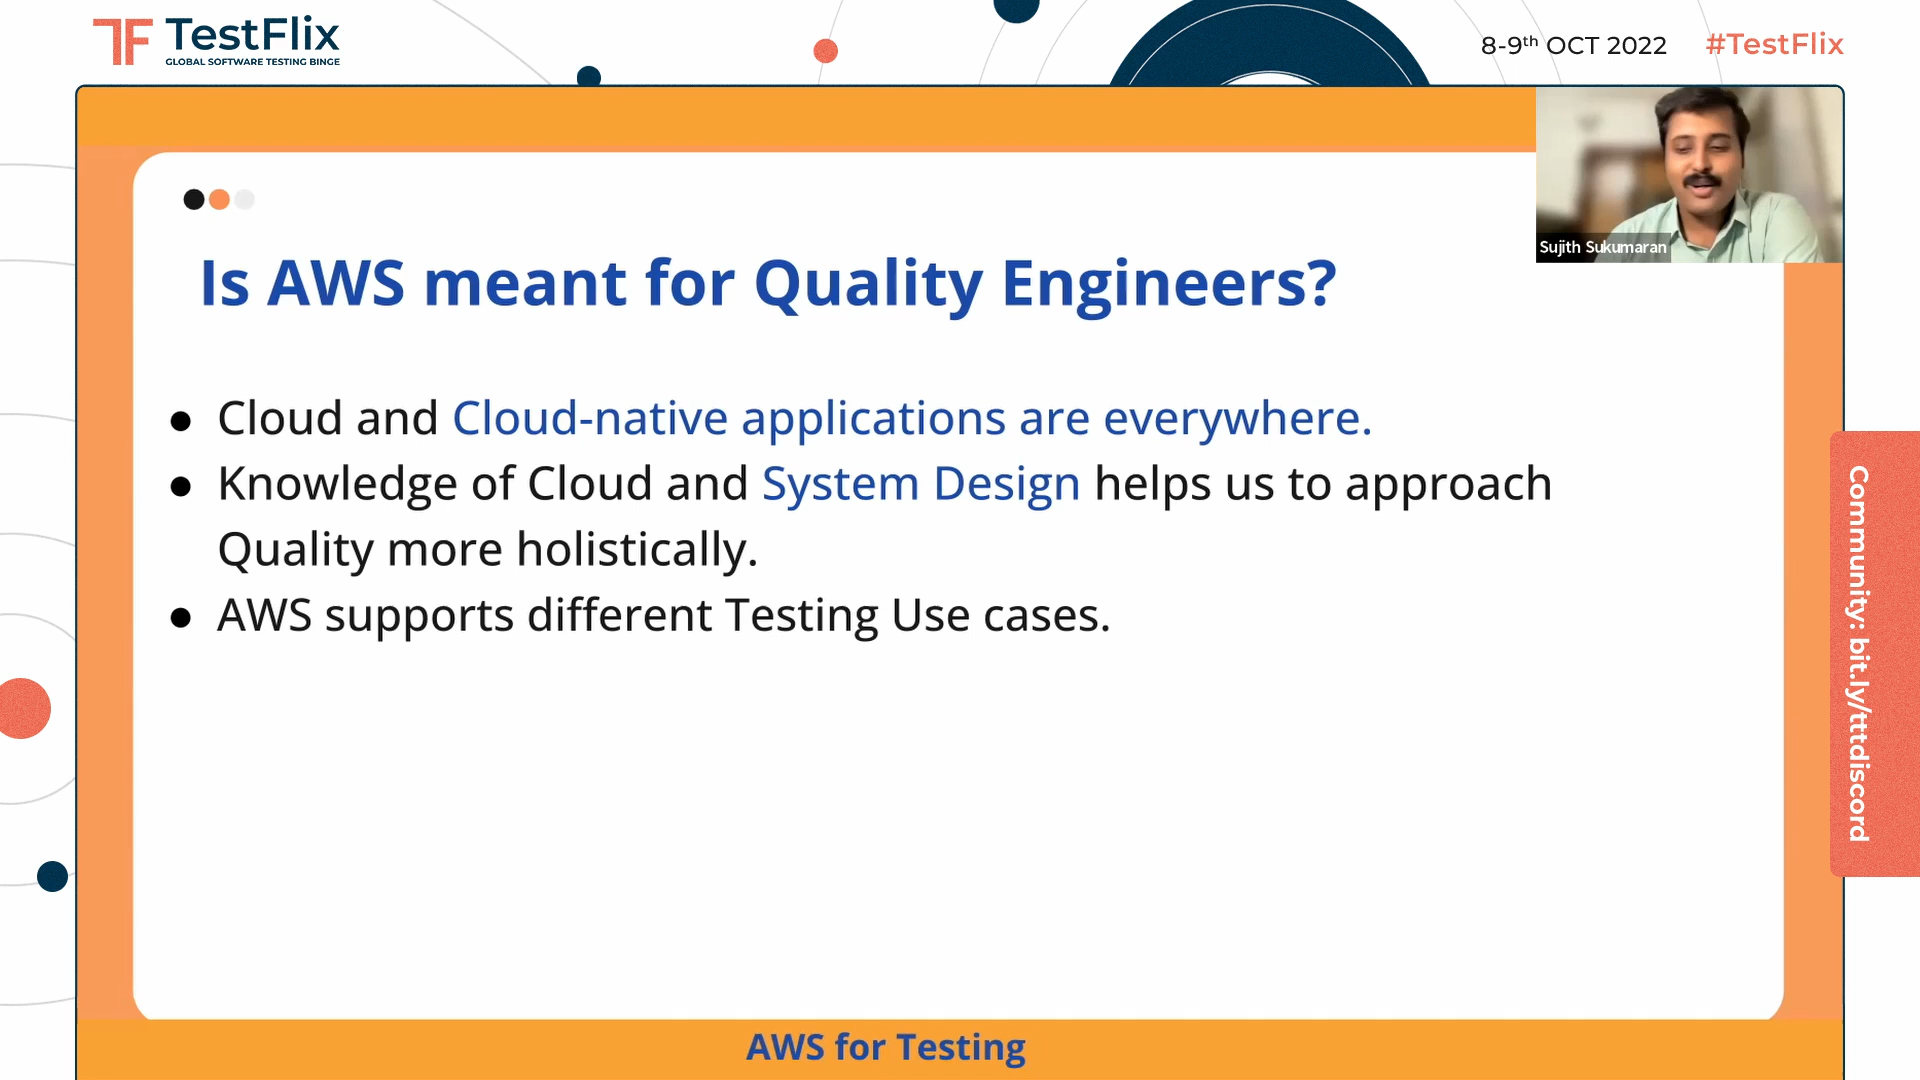 TF TestFlix
GLOBAL SOFTWARE TESTING BINGE
8-9th OCT 2022
#TestFlix
Sujith Sukumaran
Is AWS meant for Quality Engineers?
● Cloud and Cloud-native applications are everywhere.
● Knowledge of Cloud and System Design helps us to approach
Quality more holistically.
● AWS supports different Testing Use cases.
Community: bit.ly/tttdiscord
AWS for Testing